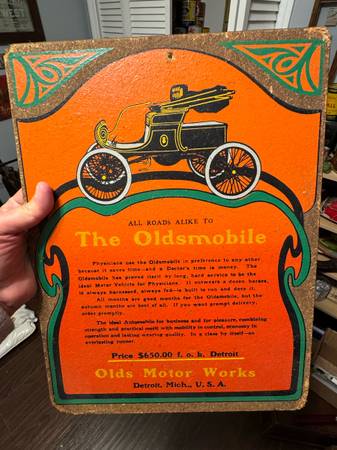 ALL ROADS ALIKE TO
The Oldsmobile
Physicians use the Oldsmobile in preference to any other
because it saves time—and a Doctor's time is money. The
Oldsmobile has proved itself by long, hard service to be the
ideal Motor Vehicle for Physicians. It outwears a dozen horses,
is always harnessed, always fed—is built to run and does it.
All months are good months for the Oldsmobile, but the
autumn months are best of all. If you want prompt delivery
order promptly.
The ideal Automobile for business and for pleasure, combining
strength and practical merit with mobility in control, economy in
operation and lasting wearing quality. In a class by itself—an
everlasting runner.
Price $650.00 f. o. b. Detroit
Olds Motor Works
Detroit, Mich., U. S. A.